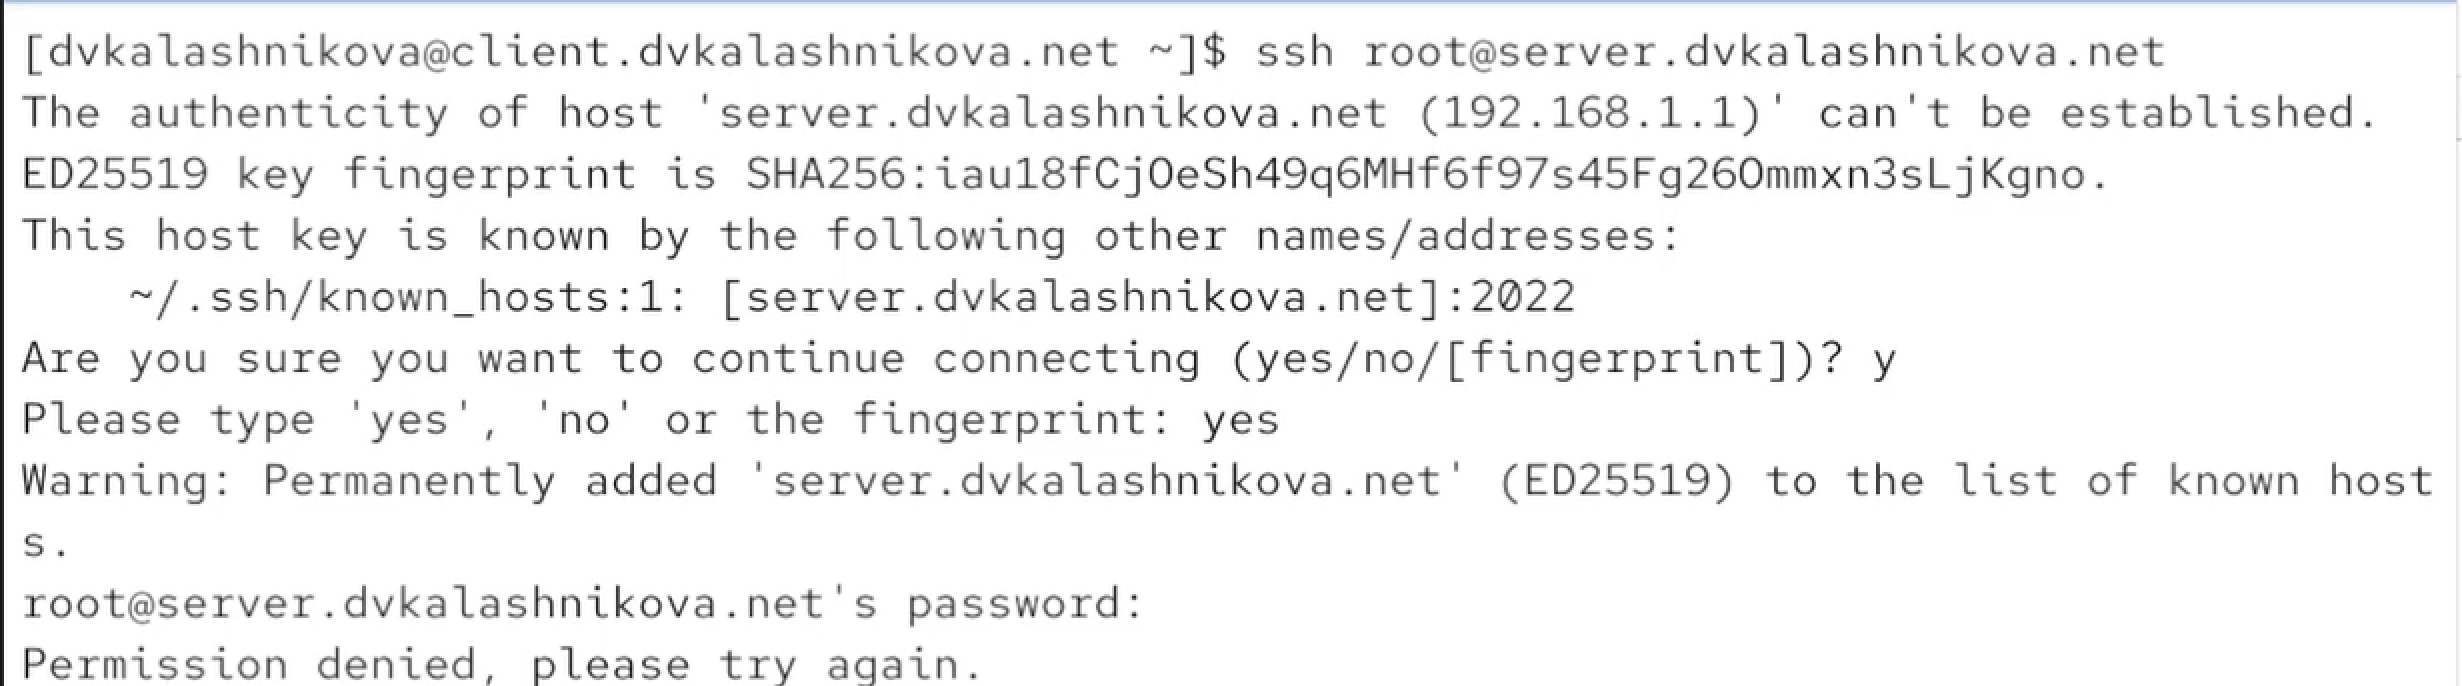 [dvkalashnikova@client.dvkalashnikova.net ~]$ ssh root@server.dvkalashnikova.net
The authenticity of host 'server.dvkalashnikova.net (192.168.1.1)' can't be established.
ED25519 key fingerprint is SHA256:iau18fCjOeSh49q6MHf6f97s45Fg26Ommxn3sLjKgno.
This host key is known by the following other names/addresses:
    ~/.ssh/known_hosts:1: [server.dvkalashnikova.net]:2022
Are you sure you want to continue connecting (yes/no/[fingerprint])? y
Please type 'yes', 'no' or the fingerprint: yes
Warning: Permanently added 'server.dvkalashnikova.net' (ED25519) to the list of known host
s.
root@server.dvkalashnikova.net's password:
Permission denied, please try again.